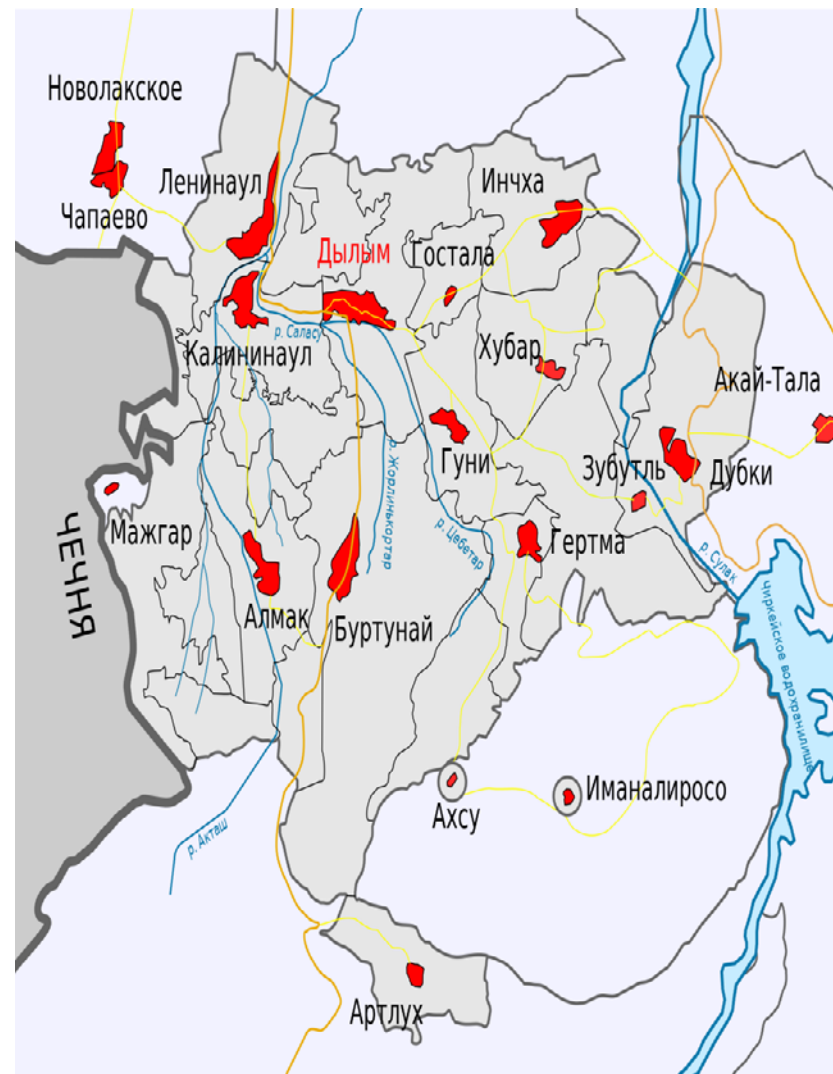 Новолакское
Ленинаул
Инчха
Чапаево
Дылым
Гостала
р. Саласу
Калининаул
Хубар
Акай-Тала
р. Жорлинькортар
Гуни
Зубутль
Дубки
Мажгар
р. Цебетар
Гертма
р. Сулак
ЧЕЧНЯ
Алмак
Буртунай
Чиркейское водохранилище
Иманалиросо
Ахсу
р. Акташ
Артлух